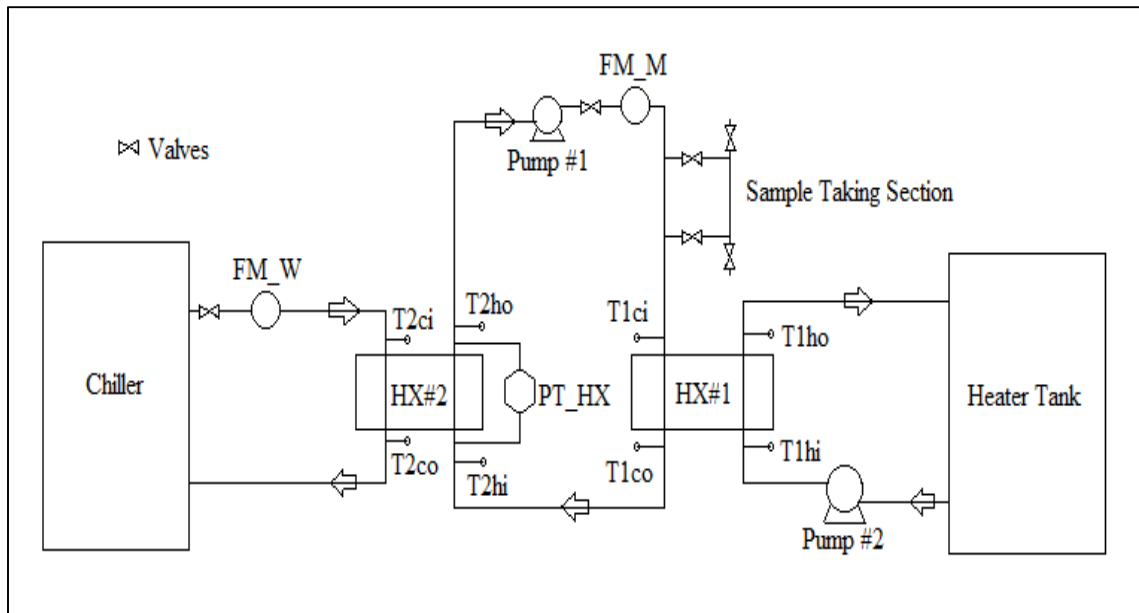 FM_M
Valves
Pump #1
Sample Taking Section
FM_W
T2ci
T2ho
T1ci
T1ho
Chiller
HX#2
PT_HX
HX#1
Heater Tank
T2co
T2hi
T1co
T1hi
Pump #2